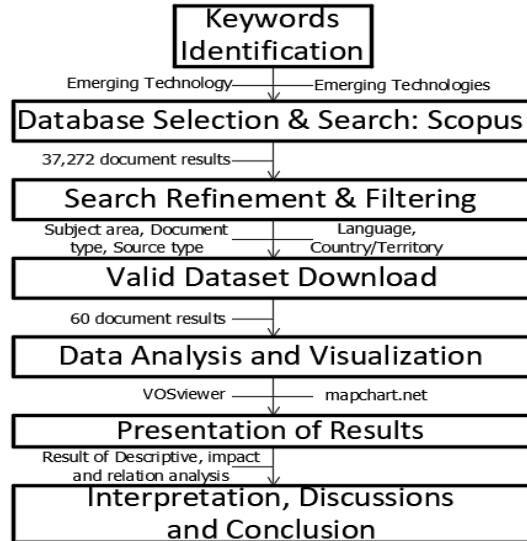 Keywords
Identification
Emerging Technology
Emerging Technologies
Database Selection & Search: Scopus
37,272 document results
Search Refinement & Filtering
Subject area, Document
type, Source type
Language,
Country/Territory
Valid Dataset Download
60 document results
Data Analysis and Visualization
VOSviewer
mapchart.net
Presentation of Results
Result of Descriptive, impact
and relation analysis
Interpretation, Discussions
and Conclusion